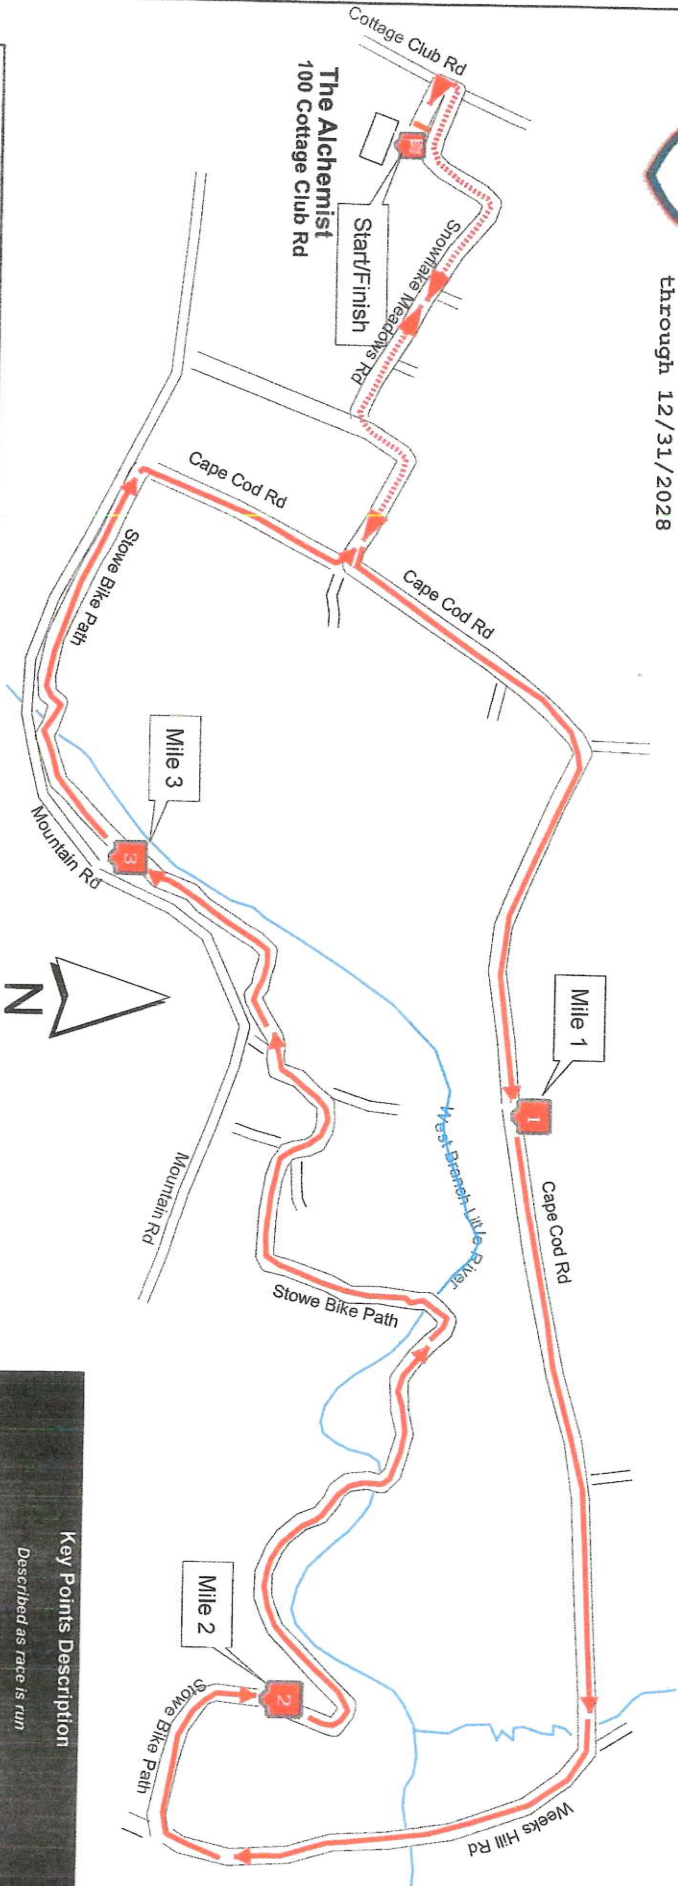 through 12/31/2028
Cottage Club Rd
The Alchemist
100 Cottage Club Rd
Start/Finish
Snowflake Meadows Rd
Cape Cod Rd
Cape Cod Rd
Stowe Bike Path
Mile 3
3
Mountain Rd
N
Mile 1
1
Cape Cod Rd
West Branch Little River
Mountain Rd
Stowe Bike Path
Mile 2
2
Stowe Bike Path
Weeks Hill Rd
Key Points Description
Described as race is run